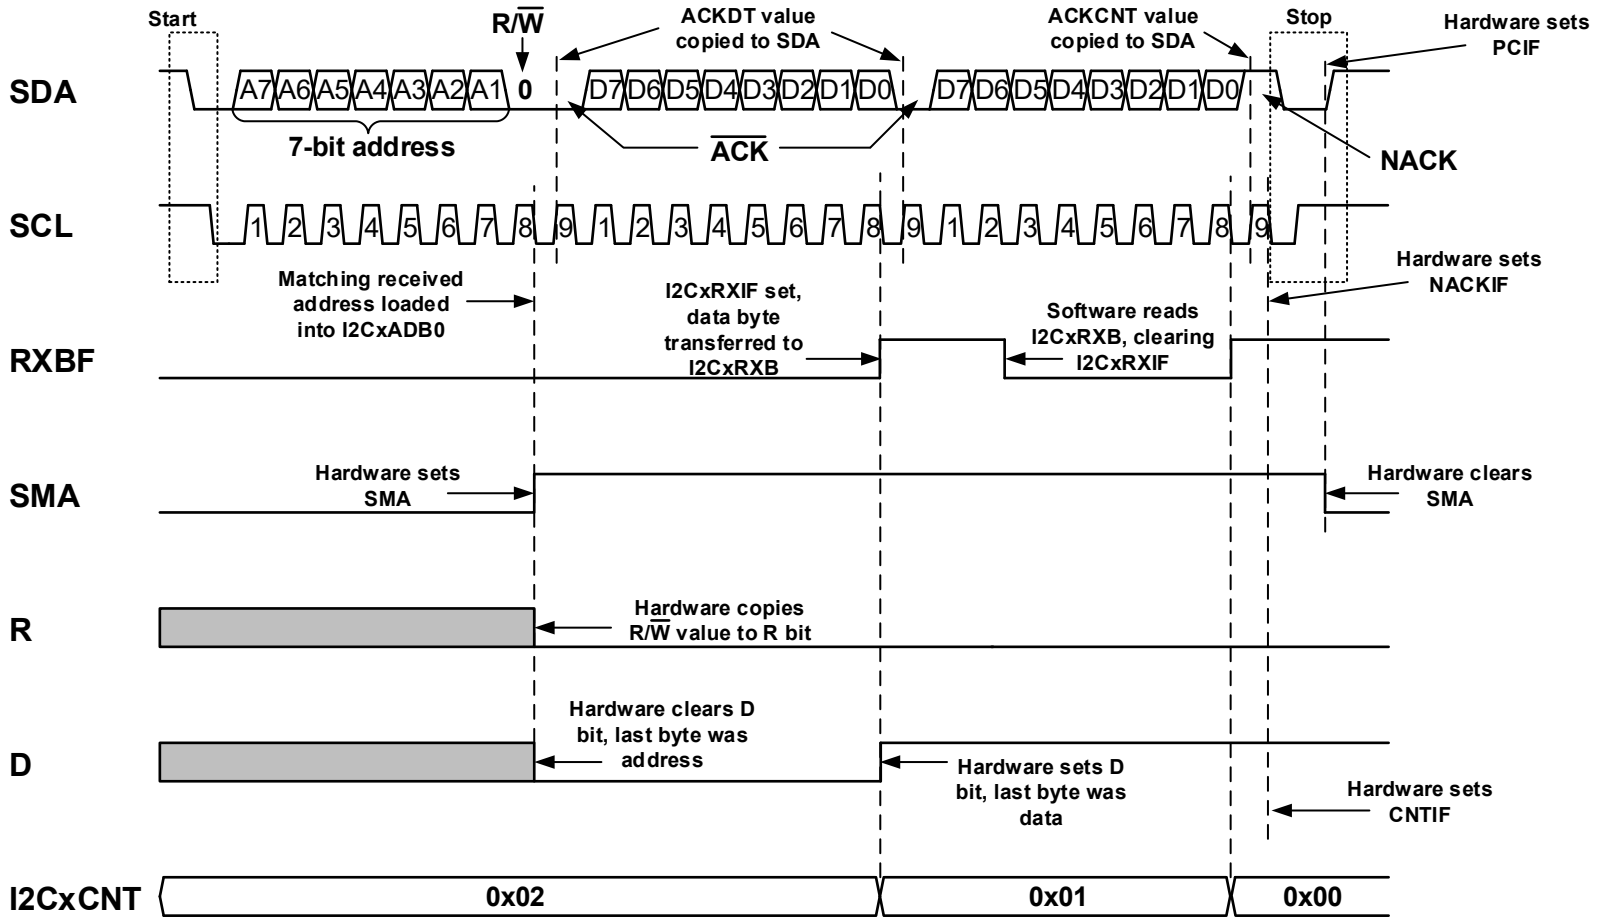 Start
R/W
ACKDT value
copied to SDA
ACKCNT value
copied to SDA
Stop
Hardware sets
PCIF
SDA
A7 A6 A5 A4 A3 A2 A1 0 D7 D6 D5 D4 D3 D2 D1 D0 D7 D6 D5 D4 D3 D2 D1 D0
7-bit address
ACK
NACK
SCL
1 2 3 4 5 6 7 8 9 1 2 3 4 5 6 7 8 9 1 2 3 4 5 6 7 8 9
Matching received
address loaded
into I2CxADB0
I2CxRXIF set,
data byte
transferred to
I2CxRXB
Software reads
I2CxRXB, clearing
I2CxRXIF
Hardware sets
NACKIF
RXBF
Hardware sets
SMA
Hardware clears
SMA
SMA
Hardware copies
R/W value to R bit
R
Hardware clears D
bit, last byte was
address
Hardware sets D
bit, last byte was
data
D
Hardware sets
CNTIF
I2CxCNT
0x02 0x01 0x00